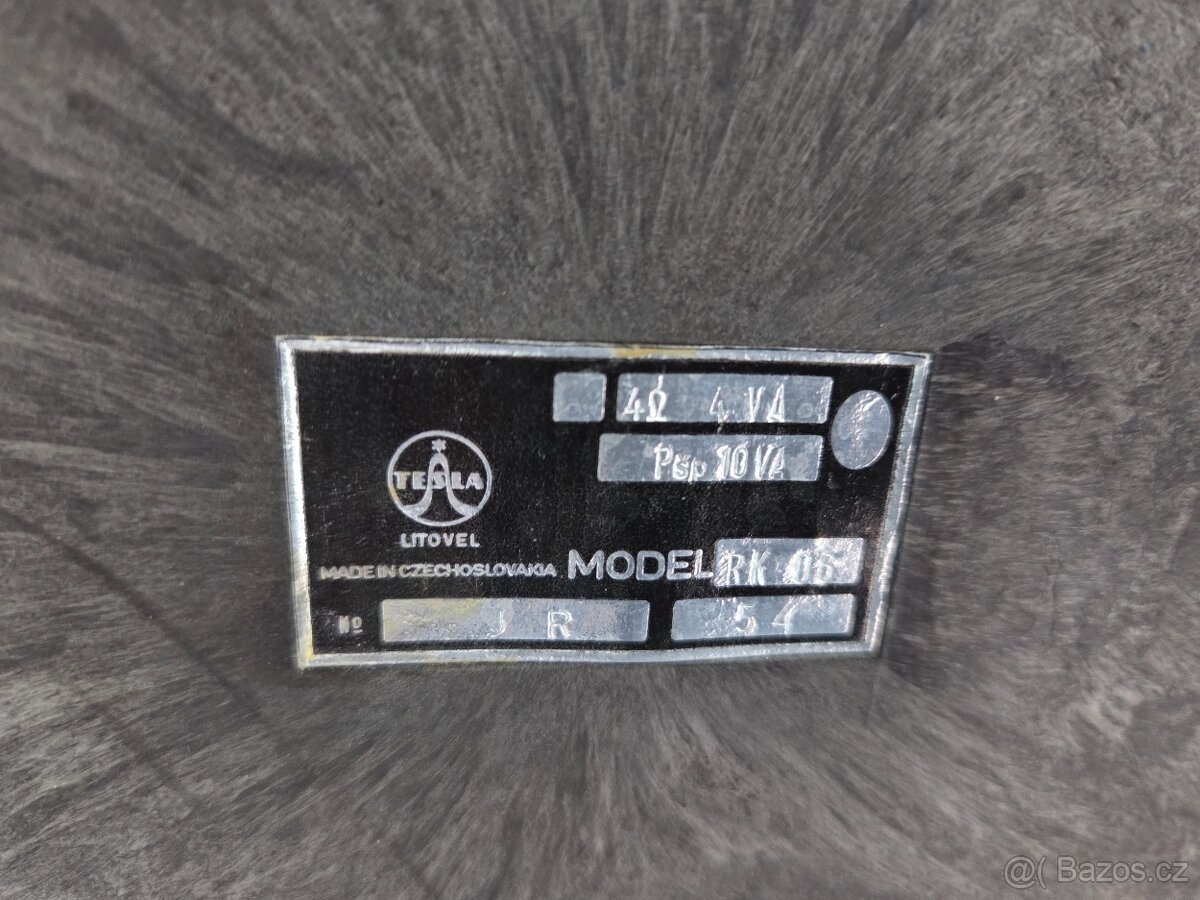 4Ω 4 VA
Psp 10 VA
TESLA
LITOVEL
MADE IN CZECHOSLOVAKIA MODEL RK 06
No J R 54
@( Bazos.cz